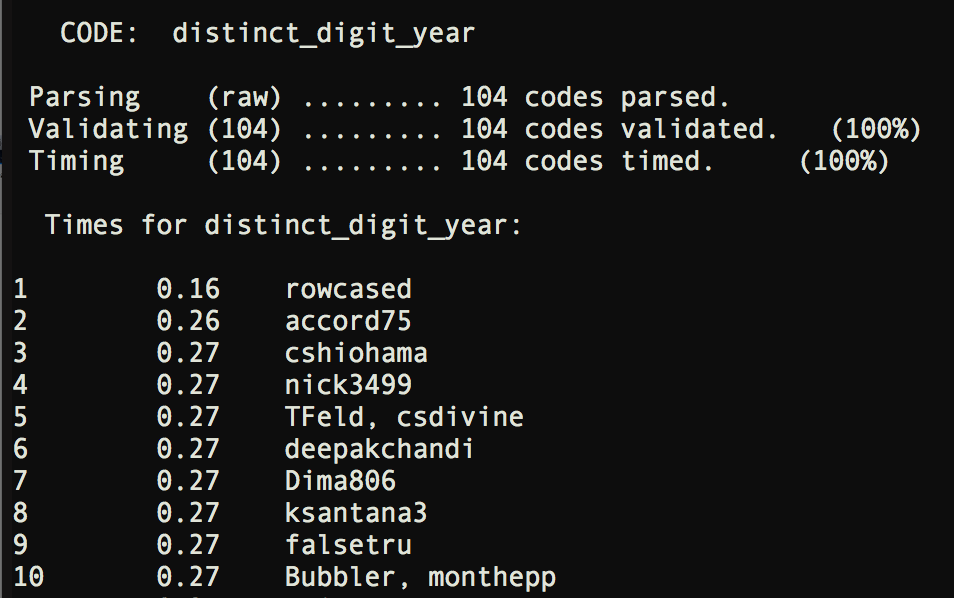 CODE: distinct_digit_year
Parsing (raw) ......... 104 codes parsed.
Validating (104) ......... 104 codes validated. (100%)
Timing (104) ......... 104 codes timed. (100%)
Times for distinct_digit_year:
1 0.16 rowcased
2 0.26 accord75
3 0.27 cshiohama
4 0.27 nick3499
5 0.27 TFeld, csdivine
6 0.27 deepakchandi
7 0.27 Dima806
8 0.27 ksantana3
9 0.27 falsetru
10 0.27 Bubbler, monthepp